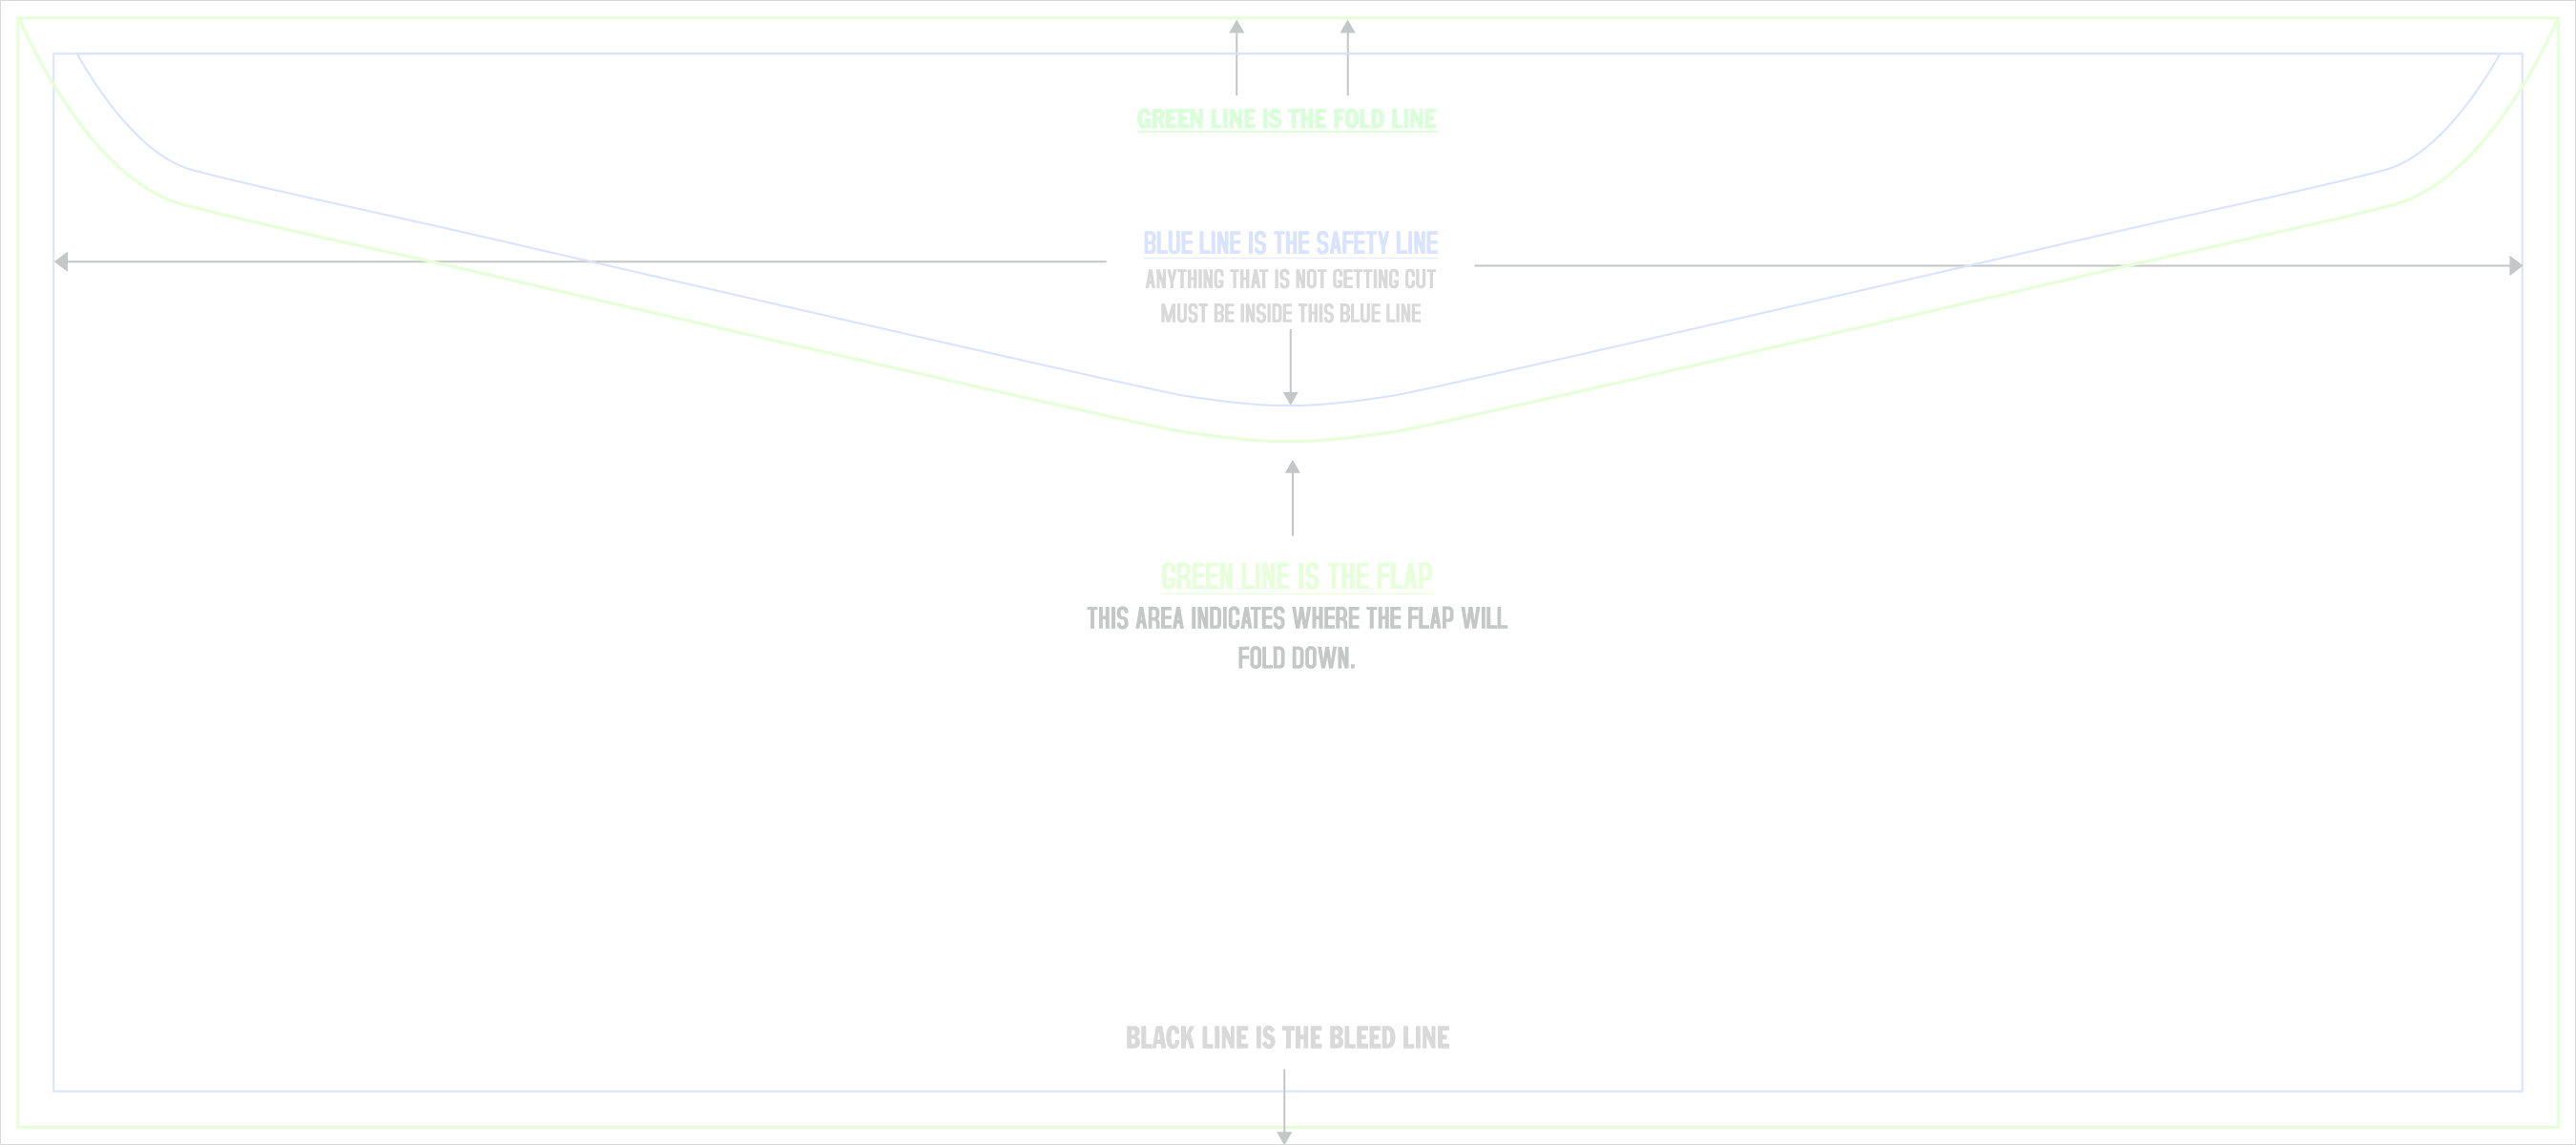 GREEN LINE IS THE FOLD LINE
BLUE LINE IS THE SAFETY LINE
ANYTHING THAT IS NOT GETTING CUT
MUST BE INSIDE THIS BLUE LINE
GREEN LINE IS THE FLAP
THIS AREA INDICATES WHERE THE FLAP WILL
FOLD DOWN.
BLACK LINE IS THE BLEED LINE